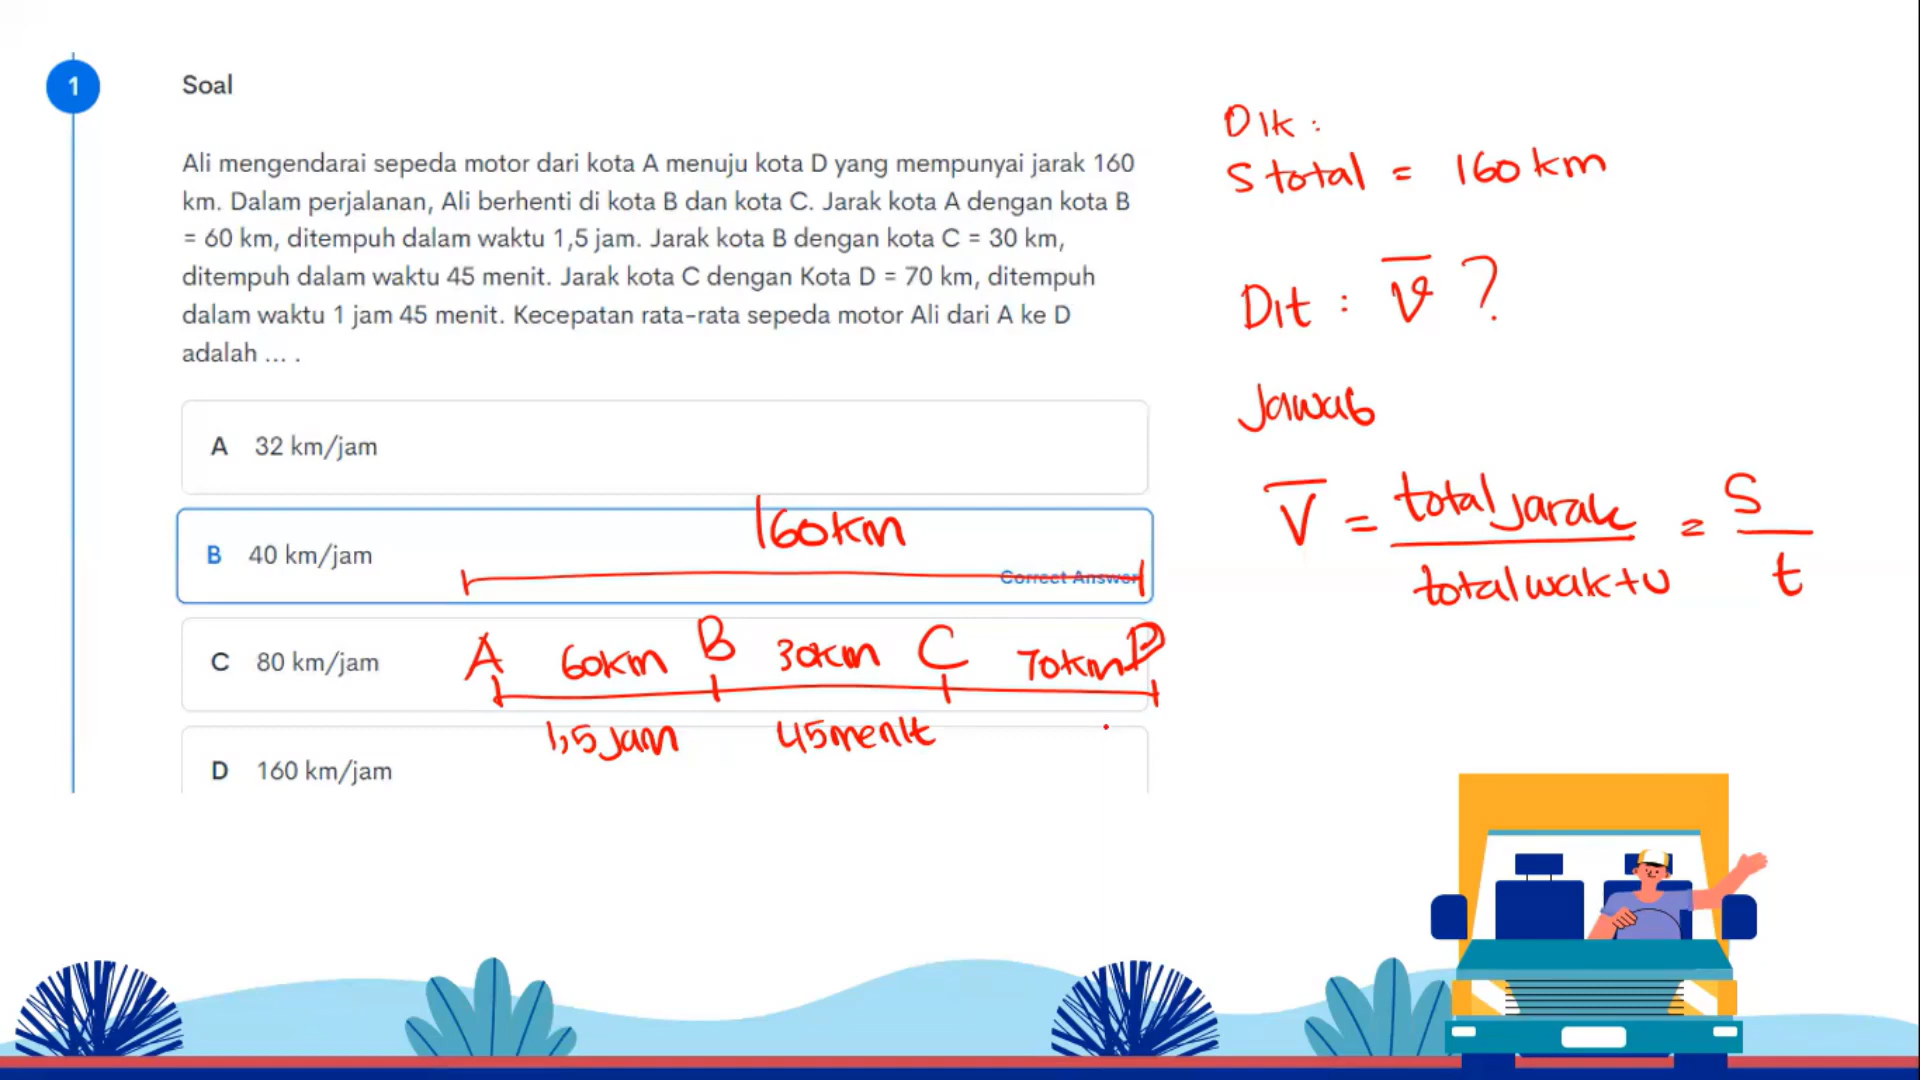 1
Soal
Ali mengendarai sepeda motor dari kota A menuju kota D yang mempunyai jarak 160
km. Dalam perjalanan, Ali berhenti di kota B dan kota C. Jarak kota A dengan kota B
= 60 km, ditempuh dalam waktu 1,5 jam. Jarak kota B dengan kota C = 30 km,
ditempuh dalam waktu 45 menit. Jarak kota C dengan Kota D = 70 km, ditempuh
dalam waktu 1 jam 45 menit. Kecepatan rata-rata sepeda motor Ali dari A ke D
adalah ... .
A 32 km/jam
B 40 km/jam
Correct Answer
C 80 km/jam
D 160 km/jam
160km
A 60km B 30km C 70km D
1,5 jam 45 menit
Dik :
S total = 160 km
Dit : v̅ ?
Jawab
V̅ = total jarak / total waktu = S / t